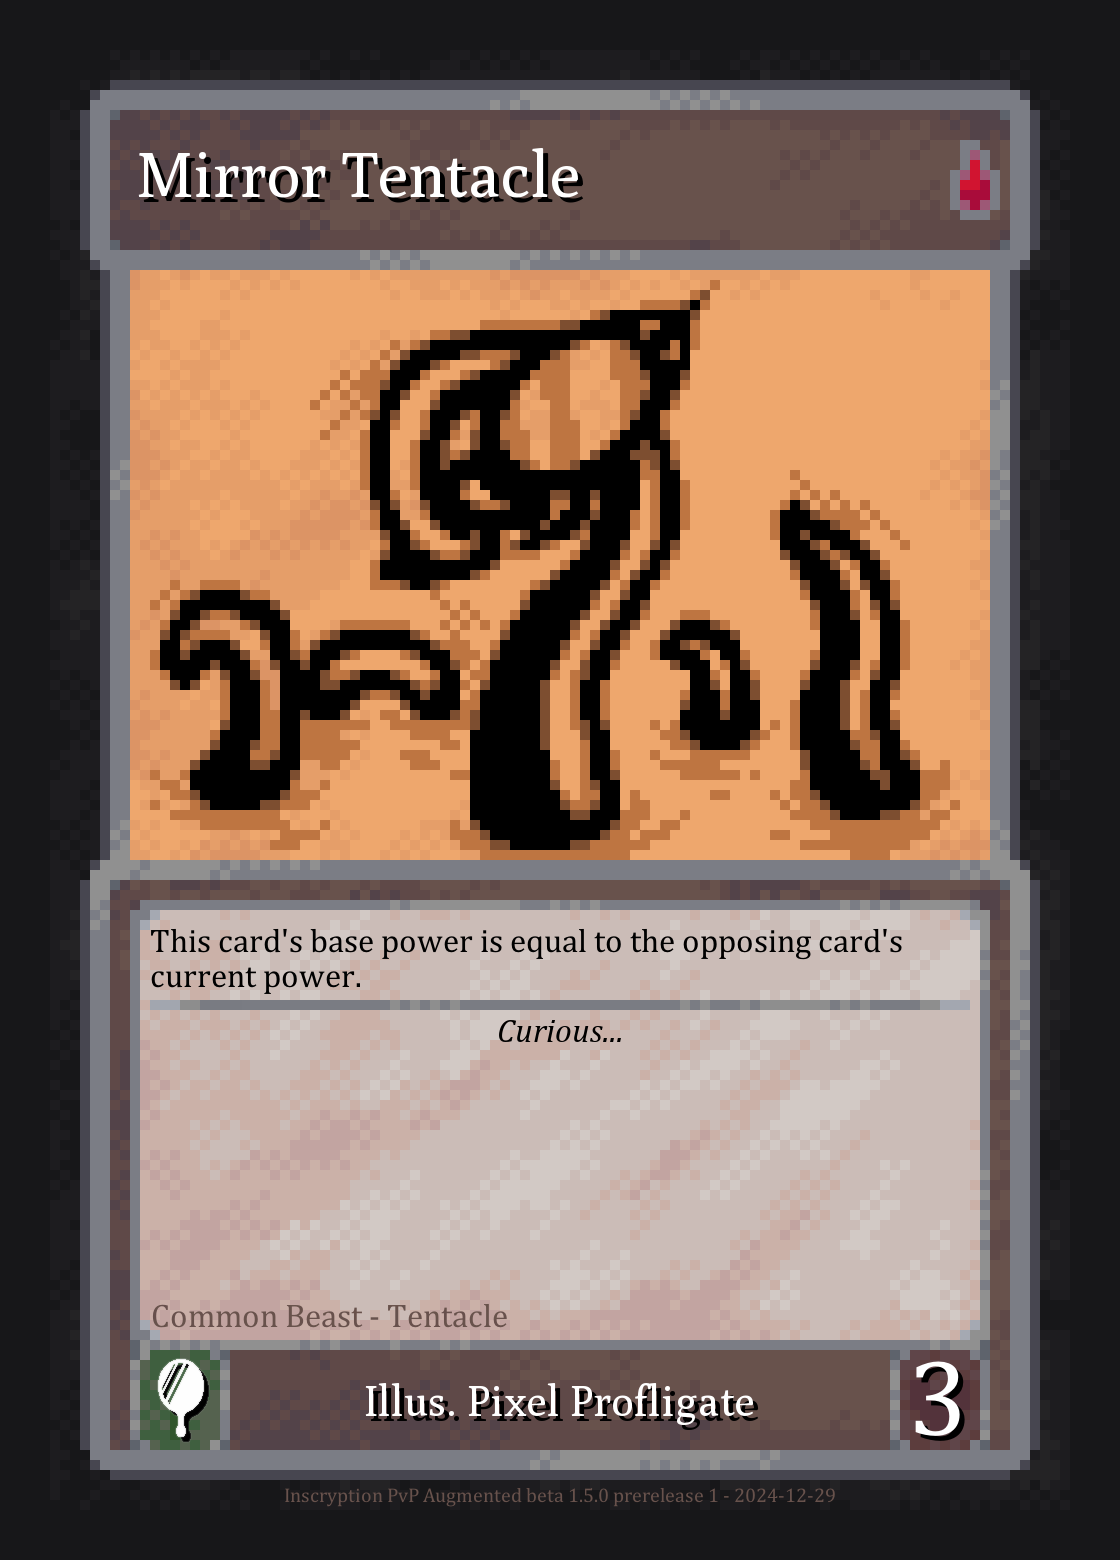 Mirror Tentacle
This card's base power is equal to the opposing card's
current power.
Curious...
Common Beast - Tentacle
Illus. Pixel Profligate
3
Inscryption PvP Augmented beta 1.5.0 prerelease 1 - 2024-12-29